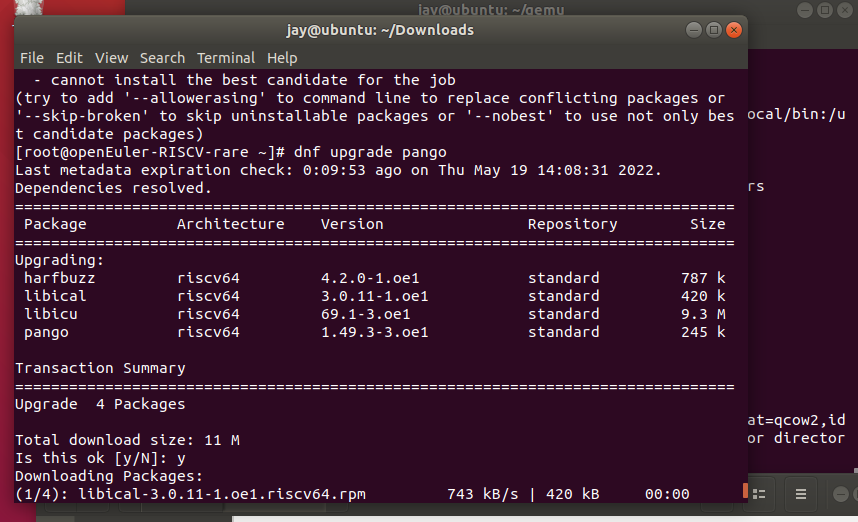 jay@ubuntu: ~/qemu
jay@ubuntu: ~/Downloads
File Edit View Search Terminal Help
- cannot install the best candidate for the job
(try to add '--allowerasing' to command line to replace conflicting packages or
'--skip-broken' to skip uninstallable packages or '--nobest' to use not only bes
t candidate packages)
[root@openEuler-RISCV-rare ~]# dnf upgrade pango
Last metadata expiration check: 0:09:53 ago on Thu May 19 14:08:31 2022.
Dependencies resolved.
================================================================================
Package Architecture Version Repository Size
================================================================================
Upgrading:
harfbuzz riscv64 4.2.0-1.oe1 standard 787 k
libical riscv64 3.0.11-1.oe1 standard 420 k
libicu riscv64 69.1-3.oe1 standard 9.3 M
pango riscv64 1.49.3-3.oe1 standard 245 k
Transaction Summary
================================================================================
Upgrade 4 Packages
Total download size: 11 M
Is this ok [y/N]: y
Downloading Packages:
(1/4): libical-3.0.11-1.oe1.riscv64.rpm 743 kB/s | 420 kB 00:00
ocal/bin:/u
rs
at=qcow2,id
or director